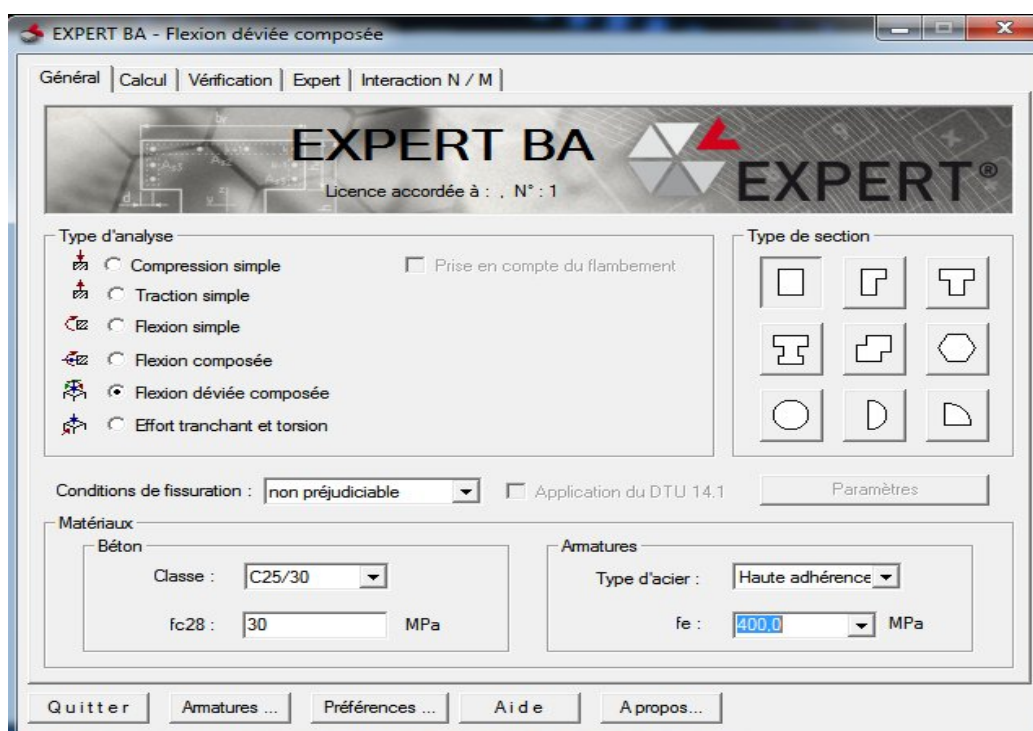 EXPERT BA - Flexion déviée composée
Général Calcul Vérification Expert Interaction N / M
EXPERT BA
Licence accordée à : , N° : 1
EXPERT®
Type d'analyse
Compression simple
Prise en compte du flambement
Traction simple
Flexion simple
Flexion composée
Flexion déviée composée
Effort tranchant et torsion
Type de section
Conditions de fissuration : non préjudiciable
Application du DTU 14.1
Paramètres
Matériaux
Béton
Classe : C25/30
fc28 : 30 MPa
Armatures
Type d'acier : Haute adhérence
fe : 400,0 MPa
Quitter Armatures ... Préférences ... Aide A propos...